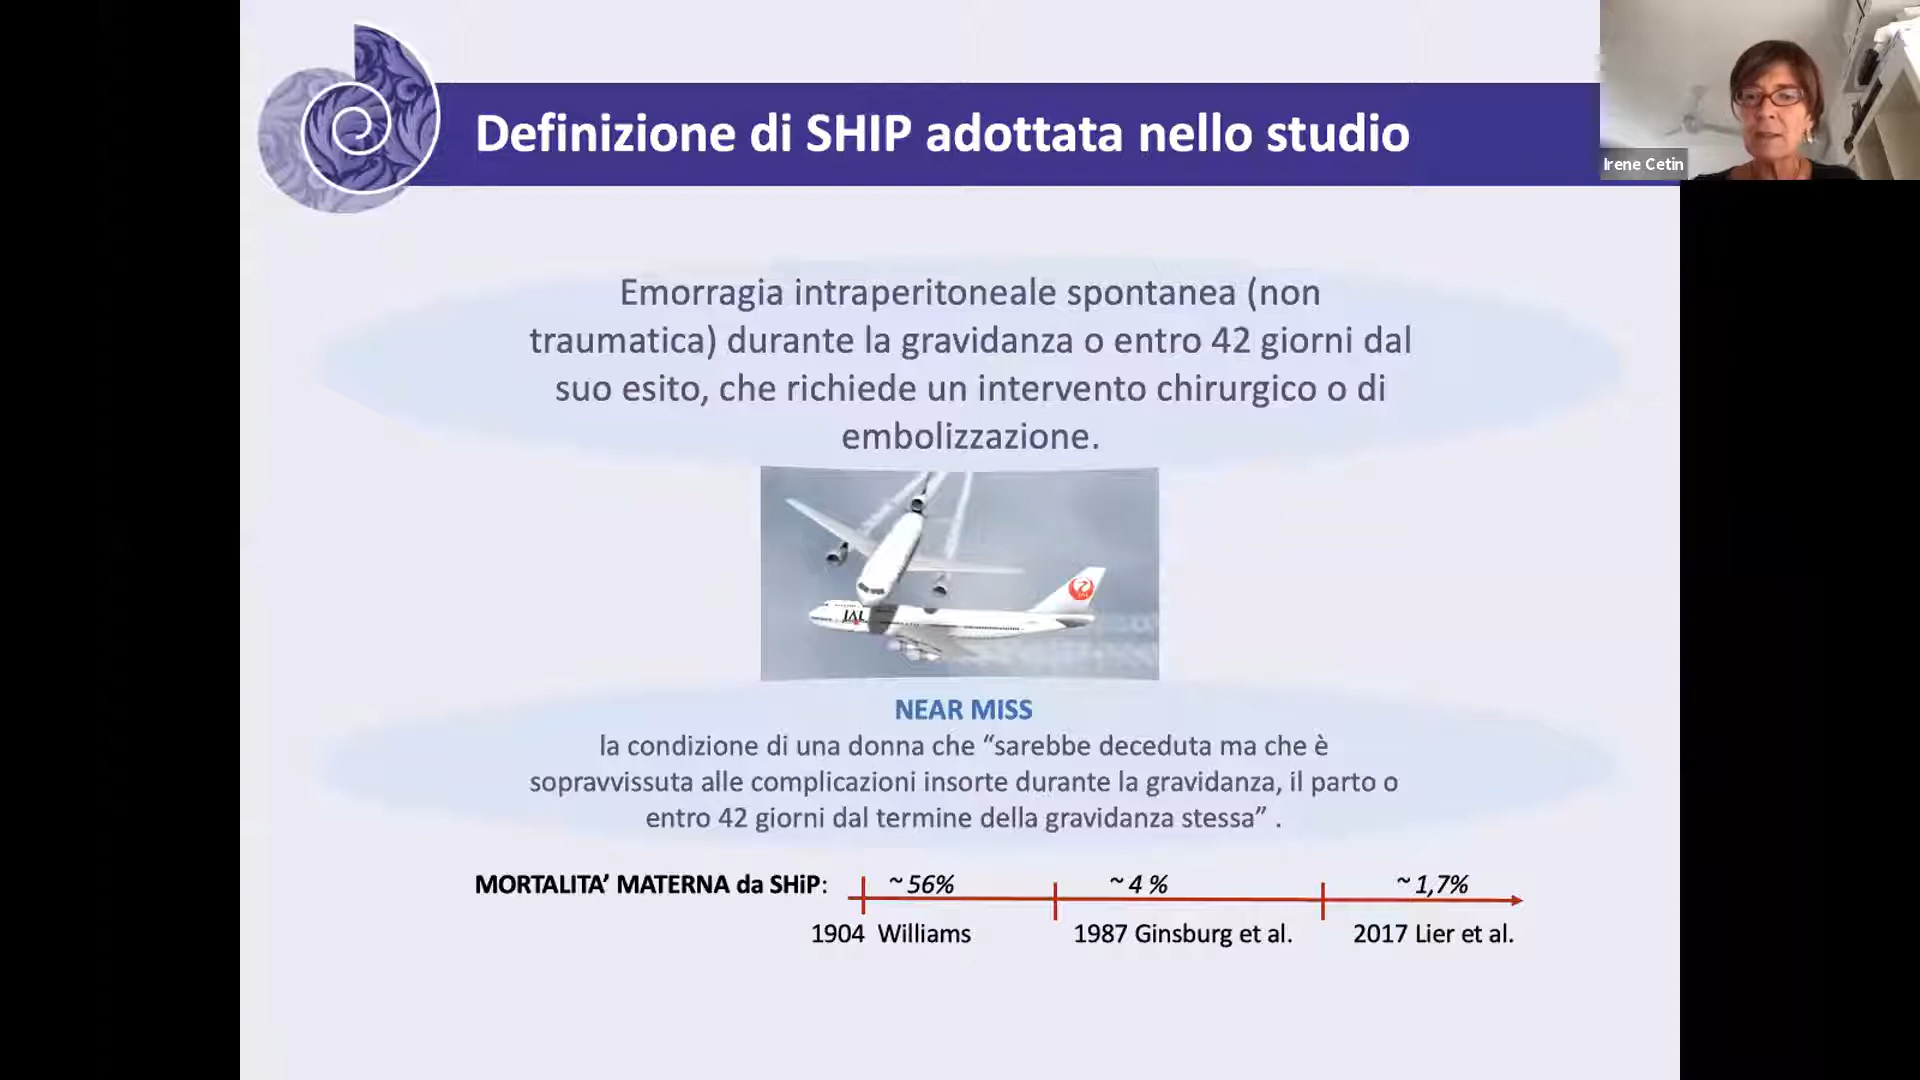 Definizione di SHIP adottata nello studio
Irene Cetin
Emorragia intraperitoneale spontanea (non
traumatica) durante la gravidanza o entro 42 giorni dal
suo esito, che richiede un intervento chirurgico o di
embolizzazione.
JAL
NEAR MISS
la condizione di una donna che “sarebbe deceduta ma che è
sopravvissuta alle complicazioni insorte durante la gravidanza, il parto o
entro 42 giorni dal termine della gravidanza stessa” .
MORTALITA’ MATERNA da SHiP: ~ 56% ~ 4 % ~ 1,7%
1904 Williams 1987 Ginsburg et al. 2017 Lier et al.